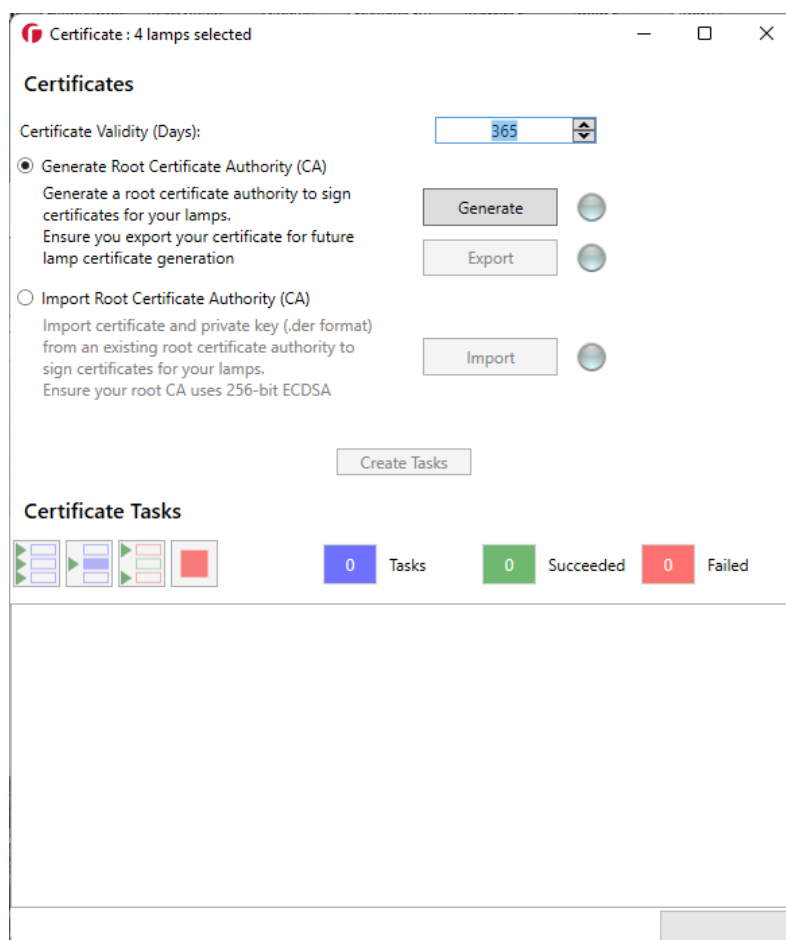 Certificate : 4 lamps selected
Certificates
Certificate Validity (Days):
365
Generate Root Certificate Authority (CA)
Generate a root certificate authority to sign
certificates for your lamps.
Ensure you export your certificate for future
lamp certificate generation
Generate
Export
Import Root Certificate Authority (CA)
Import certificate and private key (.der format)
from an existing root certificate authority to
sign certificates for your lamps.
Ensure your root CA uses 256-bit ECDSA
Import
Create Tasks
Certificate Tasks
0 Tasks 0 Succeeded 0 Failed